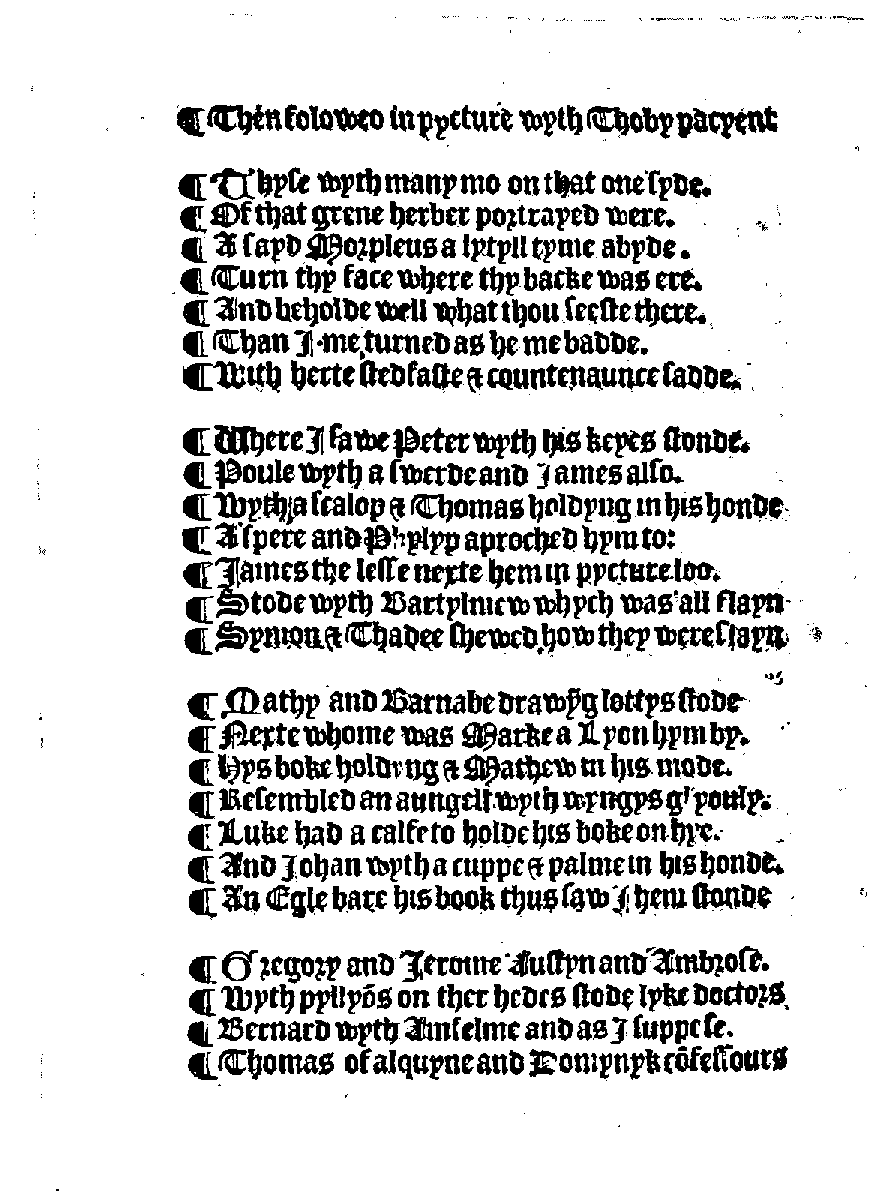 ¶ Then folowed in pycture wyth Thoby pacyent
¶ Thyſe wyth many mo on that one ſyde.
¶ Of that grene herber portrayed were.
¶ A ſayd Morpleus a lytyll tyme abyde.
¶ Turn thy face where thy backe was ere.
¶ And beholde well what thou ſeeſte there.
¶ Than I me turned as he me badde.
¶ With herte ſtedfaſte & countenaunce ſadde.
¶ Where I ſawe Peter wyth his keyes ſtonde.
¶ Poule wyth a ſwerde and James alſo.
¶ Wyth a ſcalop & Thomas holdyng in his honde
¶ A ſpere and Phylyp aproched hym to:
¶ James the leſſe nexte hem in pycture loo.
¶ Stode wyth Bartylmew whych was all flayn
¶ Symon & Thadee ſhewed how they were ſlayn
¶ Mathy and Barnabe drawȳg lottys ſtode
¶ Nexte whome was Marke a Lyon hym by.
¶ Hys boke holdyng & Mathew in his mode.
¶ Reſembled an aungell wyth wyngys gloryouſly.
¶ Luke had a calfe to holde his boke on hye.
¶ And Johan wyth a cuppe & palme in his honde.
¶ An Egle bare his book thus ſaw I hem ſtonde
¶ Gregory and Jerome Auſtyn and Ambroſe.
¶ Wyth pyllyōs on ther hedes ſtode lyke doctors
¶ Bernard wyth Anſelme and as I ſuppoſe.
¶ Thomas of alquyne and Domynyk cōfeſſours